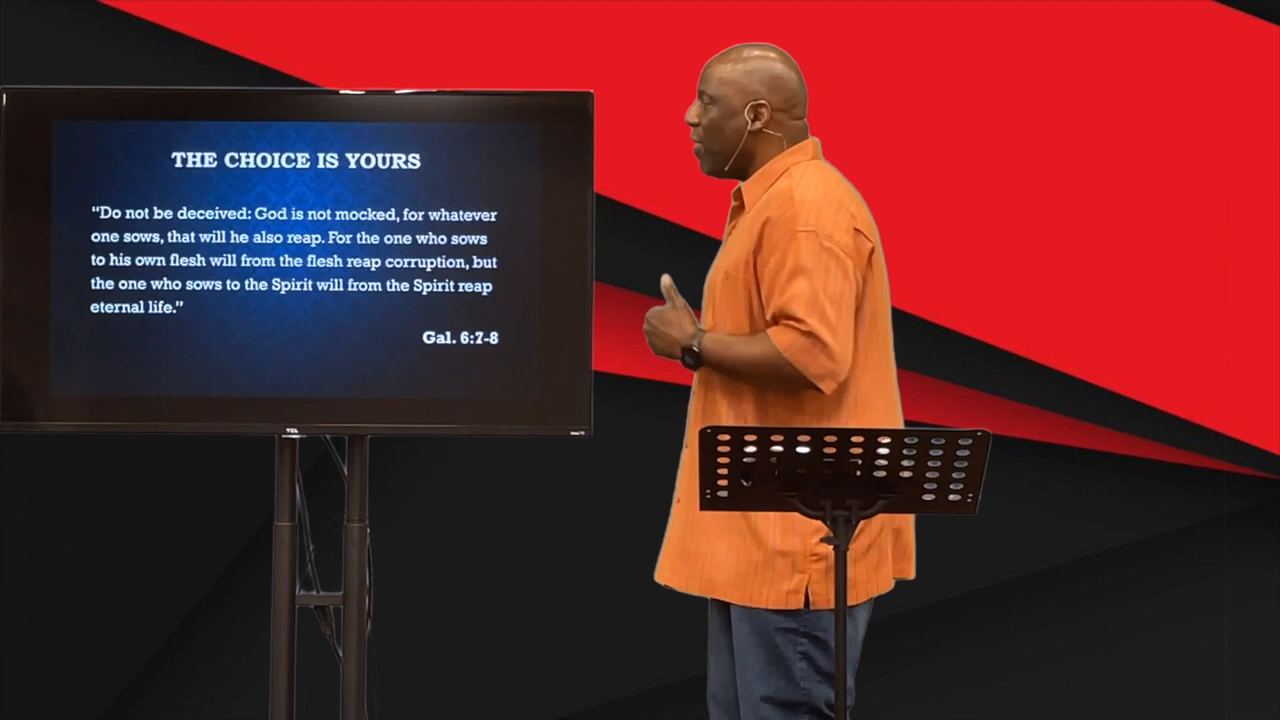 THE CHOICE IS YOURS
“Do not be deceived: God is not mocked, for whatever
one sows, that will he also reap. For the one who sows
to his own flesh will from the flesh reap corruption, but
the one who sows to the Spirit will from the Spirit reap
eternal life.”
Gal. 6:7-8
TCL